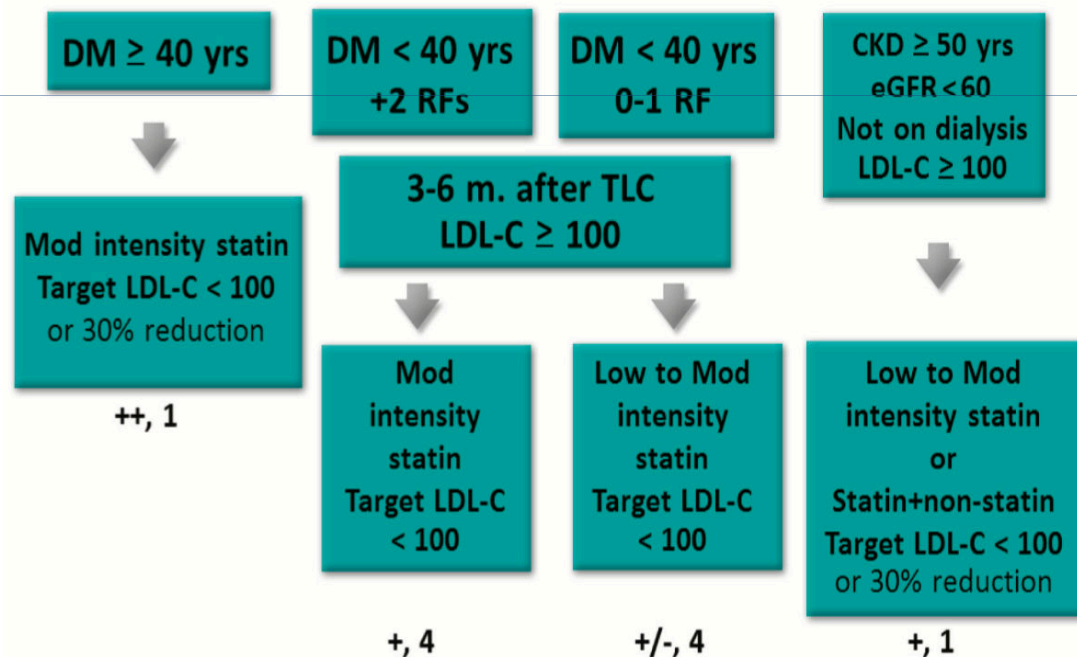 DM ≥ 40 yrs
Mod intensity statin
Target LDL-C < 100
or 30% reduction
++, 1
DM < 40 yrs
+2 RFs
DM < 40 yrs
0-1 RF
3-6 m. after TLC
LDL-C ≥ 100
Mod
intensity
statin
Target LDL-C
< 100
+, 4
Low to Mod
intensity
statin
Target LDL-C
< 100
+/-, 4
CKD ≥ 50 yrs
eGFR < 60
Not on dialysis
LDL-C ≥ 100
Low to Mod
intensity statin
or
Statin+non-statin
Target LDL-C < 100
or 30% reduction
+, 1